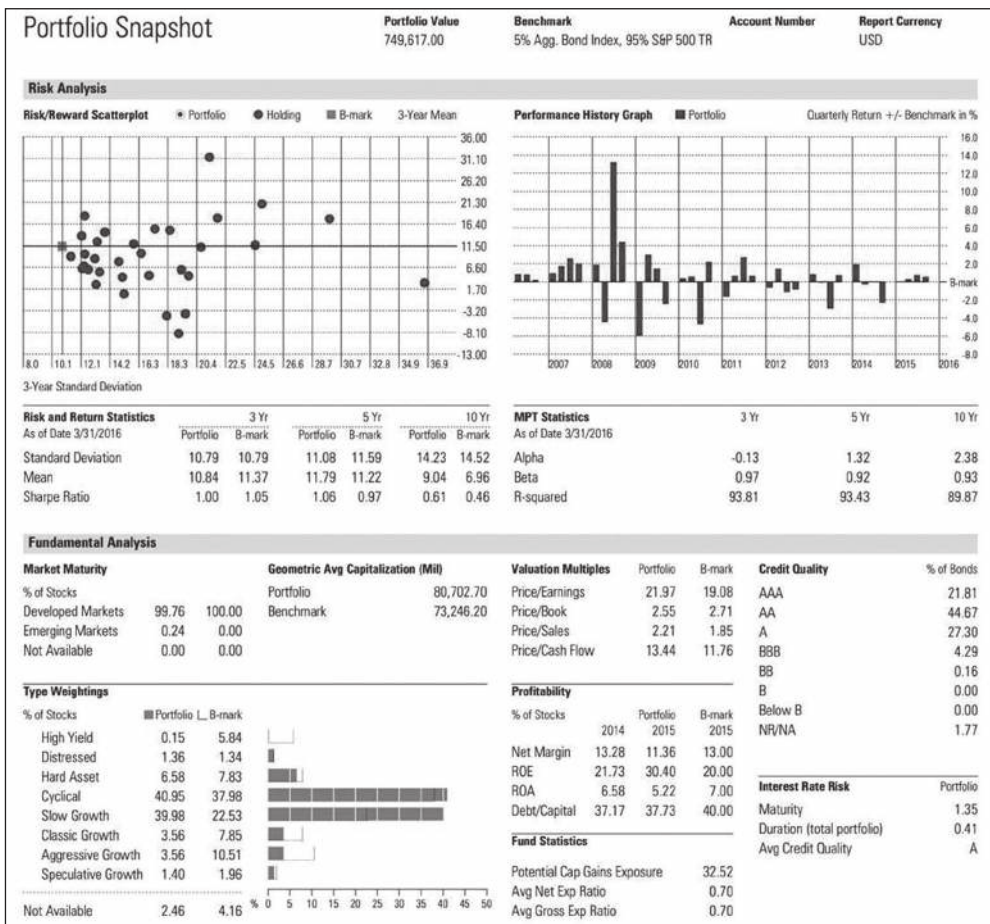 Portfolio Snapshot
Portfolio Value Benchmark Account Number Report Currency
749,617.00 5% Agg. Bond Index, 95% S&P 500 TR USD
Risk Analysis
Risk/Reward Scatterplot Portfolio Holding B-mark 3-Year Mean
36.00
31.10
26.20
21.30
16.40
11.50
6.60
1.70
-3.20
-8.10
-13.00
8.0 10.1 12.1 14.2 16.3 18.3 20.4 22.5 24.5 26.6 28.7 30.7 32.8 34.9 36.9
3-Year Standard Deviation
Performance History Graph Portfolio Quarterly Return +/- Benchmark in %
16.0
14.0
12.0
10.0
8.0
6.0
4.0
2.0
B-mark
-2.0
-4.0
-6.0
-8.0
2007 2008 2009 2010 2011 2012 2013 2014 2015 2016
Risk and Return Statistics 3 Yr 5 Yr 10 Yr
As of Date 3/31/2016 Portfolio B-mark Portfolio B-mark Portfolio B-mark
Standard Deviation 10.79 10.79 11.08 11.59 14.23 14.52
Mean 10.84 11.37 11.79 11.22 9.04 6.96
Sharpe Ratio 1.00 1.05 1.06 0.97 0.61 0.46
MPT Statistics 3 Yr 5 Yr 10 Yr
As of Date 3/31/2016
Alpha -0.13 1.32 2.38
Beta 0.97 0.92 0.93
R-squared 93.81 93.43 89.87
Fundamental Analysis
Market Maturity
% of Stocks
Developed Markets 99.76 100.00
Emerging Markets 0.24 0.00
Not Available 0.00 0.00
Geometric Avg Capitalization (Mil)
Portfolio 80,702.70
Benchmark 73,246.20
Valuation Multiples Portfolio B-mark
Price/Earnings 21.97 19.08
Price/Book 2.55 2.71
Price/Sales 2.21 1.85
Price/Cash Flow 13.44 11.76
Credit Quality % of Bonds
AAA 21.81
AA 44.67
A 27.30
BBB 4.29
BB 0.16
B 0.00
Below B 0.00
NR/NA 1.77
Type Weightings
% of Stocks Portfolio B-mark
High Yield 0.15 5.84
Distressed 1.36 1.34
Hard Asset 6.58 7.83
Cyclical 40.95 37.98
Slow Growth 39.98 22.53
Classic Growth 3.56 7.85
Aggressive Growth 3.56 10.51
Speculative Growth 1.40 1.96
Not Available 2.46 4.16
% 0 5 10 15 20 25 30 35 40 45 50
Profitability
% of Stocks Portfolio B-mark
2014 2015 2015
Net Margin 13.28 11.36 13.00
ROE 21.73 30.40 20.00
ROA 6.58 5.22 7.00
Debt/Capital 37.17 37.73 40.00
Interest Rate Risk Portfolio
Maturity 1.35
Duration (total portfolio) 0.41
Avg Credit Quality A
Fund Statistics
Potential Cap Gains Exposure 32.52
Avg Net Exp Ratio 0.70
Avg Gross Exp Ratio 0.70